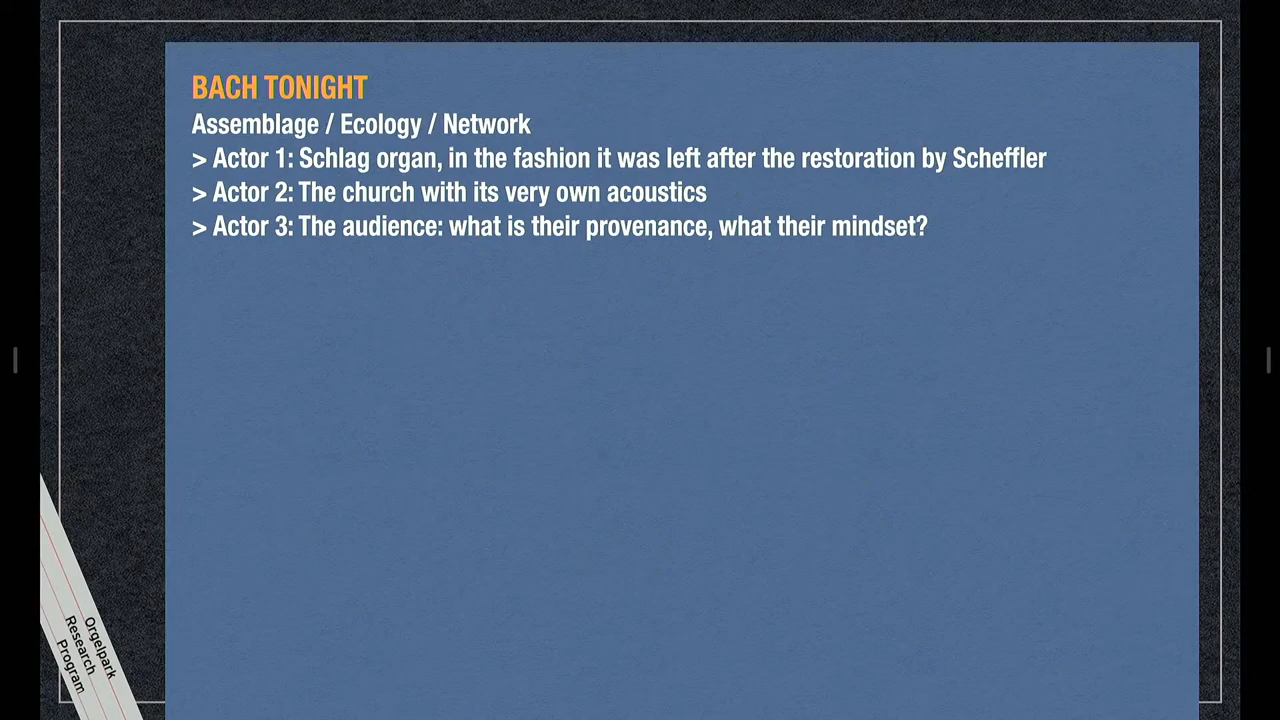 BACH TONIGHT
Assemblage / Ecology / Network
> Actor 1: Schlag organ, in the fashion it was left after the restoration by Scheffler
> Actor 2: The church with its very own acoustics
> Actor 3: The audience: what is their provenance, what their mindset?
Orgelpark
Research
Program